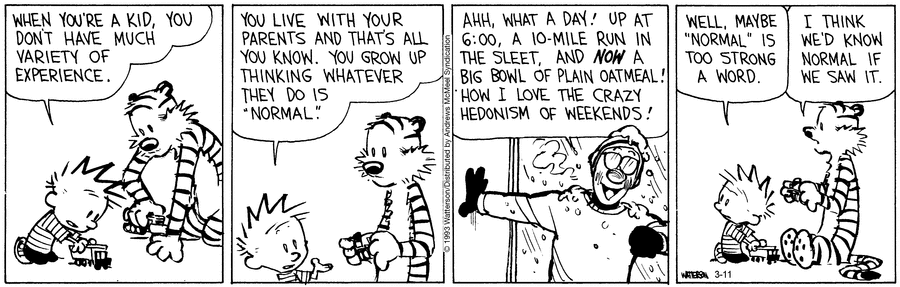 WHEN YOU'RE A KID, YOU
DON'T HAVE MUCH
VARIETY OF
EXPERIENCE.
YOU LIVE WITH YOUR
PARENTS AND THAT'S ALL
YOU KNOW. YOU GROW UP
THINKING WHATEVER
THEY DO IS
"NORMAL."
© 1993 Watterson/Distributed by Andrews McMeel Syndication
AHH, WHAT A DAY! UP AT
6:00, A 10-MILE RUN IN
THE SLEET, AND NOW A
BIG BOWL OF PLAIN OATMEAL!
HOW I LOVE THE CRAZY
HEDONISM OF WEEKENDS!
WELL, MAYBE
"NORMAL" IS
TOO STRONG
A WORD.
I THINK
WE'D KNOW
NORMAL IF
WE SAW IT.
WATTERSON 3-11